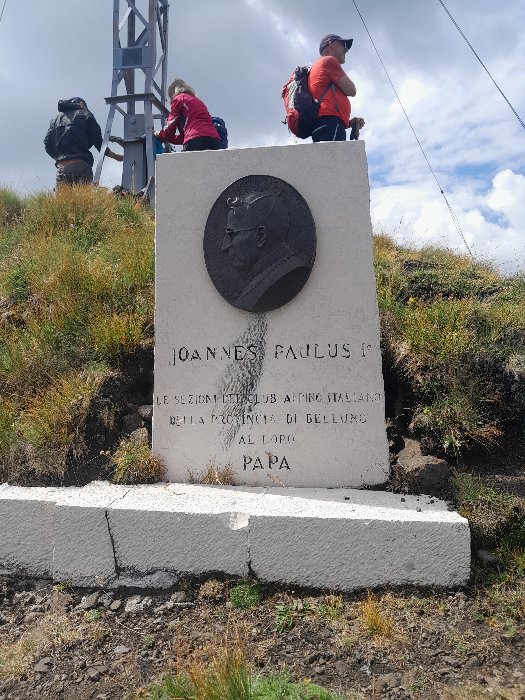 JOANNES PAULUS I°
LE SEZIONI DEL CLUB ALPINO ITALIANO
DELLA PROVINCIA DI BELLUNO
AL LORO
PAPA